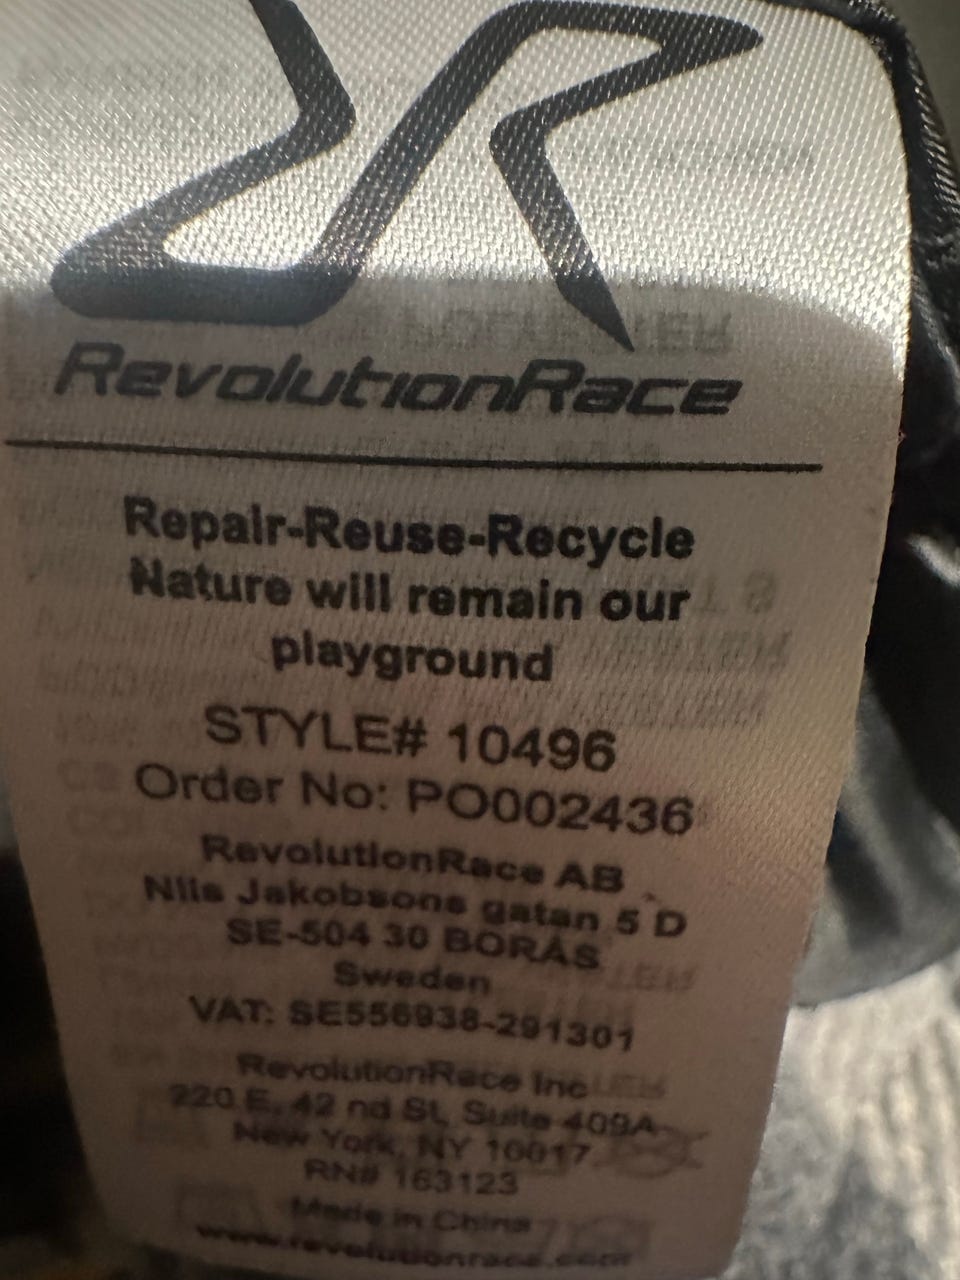 RevolutionRace
Repair-Reuse-Recycle
Nature will remain our
playground
STYLE# 10496
Order No: PO002436
RevolutionRace AB
Nils Jakobsons gatan 5 D
SE-504 30 BORÅS
Sweden
VAT: SE556938-291301
RevolutionRace Inc
220 E. 42 nd St, Suite 409A
New York, NY 10017
RN# 163123
Made in China
www.revolutionrace.com